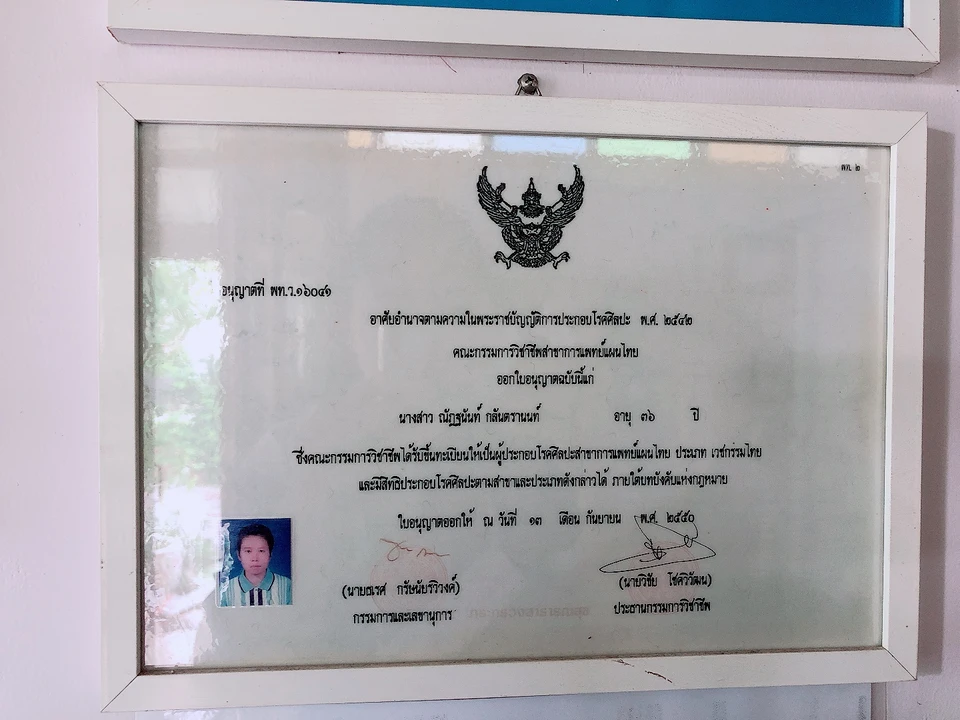 พท. ๒
อนุญาตที่ พท.ว.๑๖๐๔๑
อาศัยอำนาจตามความในพระราชบัญญัติการประกอบโรคศิลปะ พ.ศ. ๒๕๔๒
คณะกรรมการวิชาชีพสาขาการแพทย์แผนไทย
ออกใบอนุญาตฉบับนี้แก่
นางสาว ณัฏฐนันท์ กลันตรานนท์ อายุ ๓๖ ปี
ซึ่งคณะกรรมการวิชาชีพได้รับขึ้นทะเบียนให้เป็นผู้ประกอบโรคศิลปะสาขาการแพทย์แผนไทย ประเภท เวชกรรมไทย
และมีสิทธิประกอบโรคศิลปะตามสาขาและประเภทดังกล่าวได้ ภายใต้บทบังคับแห่งกฎหมาย
ใบอนุญาตออกให้ ณ วันที่ ๑๓ เดือน กันยายน พ.ศ. ๒๕๕๐
(นายธเรศ กรัษนัยรวิวงค์) (นายวิชัย โชควิวัฒน)
กรรมการและเลขานุการ ประธานกรรมการวิชาชีพ